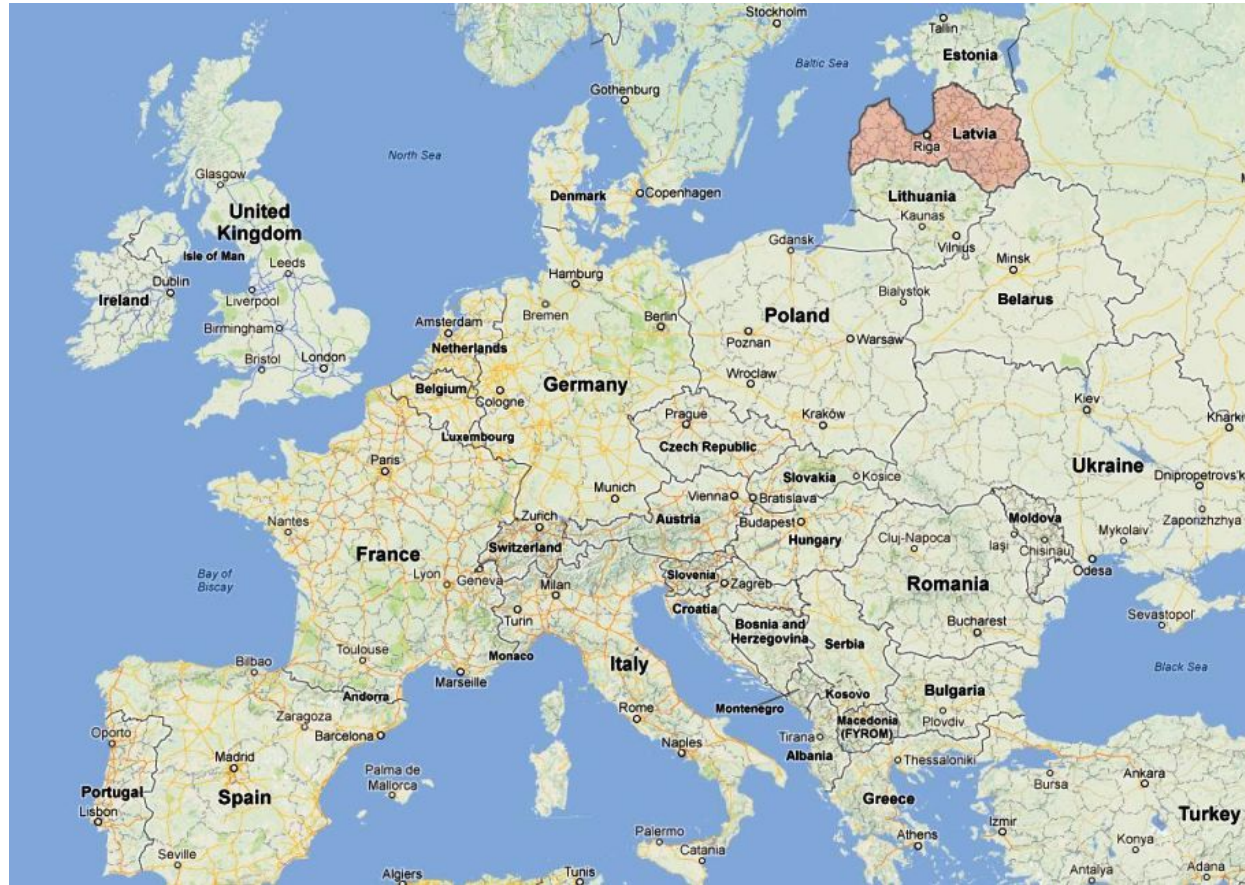 Stockholm
Tallin
Estonia
Baltic Sea
Gothenburg
Latvia
Riga
North Sea
Glasgow
Denmark
Copenhagen
Lithuania
Kaunas
Vilnius
United
Kingdom
Isle of Man
Gdansk
Minsk
Leeds
Dublin
Hamburg
Ireland
Liverpool
Bialystok
Belarus
Bremen
Poland
Birmingham
Amsterdam
Berlin
Poznan
Warsaw
Netherlands
Bristol
London
Wroclaw
Germany
Belgium
Cologne
Kiev
Prague
Kraków
Kharki
Luxembourg
Czech Republic
Paris
Ukraine
Slovakia
Kosice
Dnipropetrovs'k
Munich
Vienna
Bratislava
Zaporizhzhya
Nantes
Zurich
Austria
Budapest
Moldova
Mykolaiv
Switzerland
Hungary
Cluj-Napoca
Iaşi
Chisinau
France
Odesa
Bay of
Biscay
Lyon
Geneva
Milan
Slovenia
Zagreb
Romania
Turin
Croatia
Sevastopol'
Bosnia and
Herzegovina
Bucharest
Toulouse
Monaco
Serbia
Bilbao
Italy
Black Sea
Marseille
Andorra
Kosovo
Bulgaria
Zaragoza
Rome
Montenegro
Macedonia
(FYROM)
Plovdiv
Oporto
Barcelona
Tirana
Naples
Albania
Thessaloniki
Madrid
Palma de
Mallorca
Bursa
Ankara
Portugal
Spain
Greece
Turkey
Lisbon
Izmir
Palermo
Athens
Konya
Seville
Catania
Algiers
Tunis
Antalya
Adana